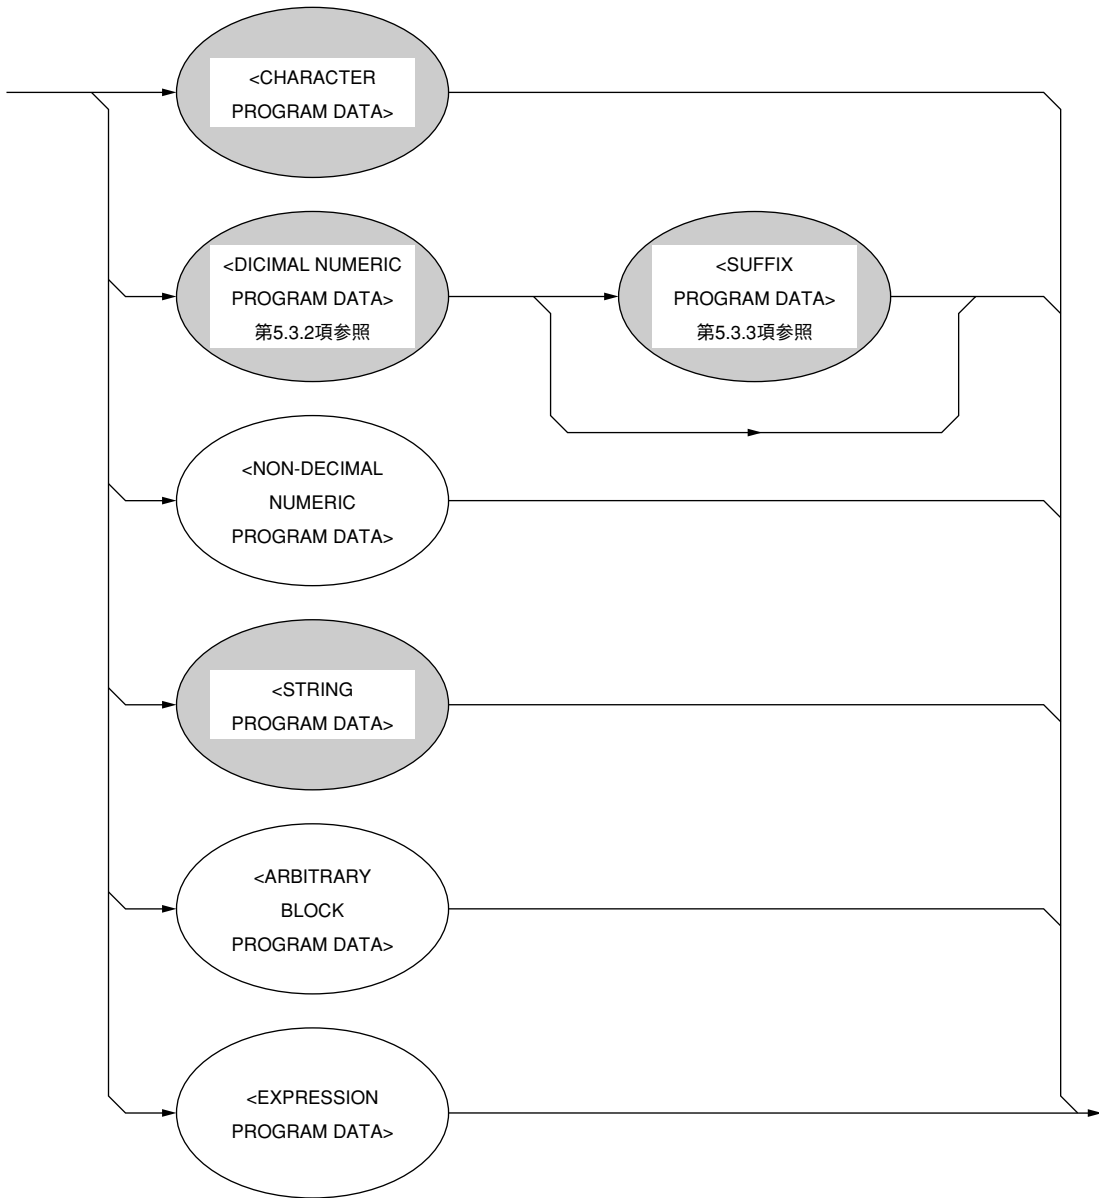 <CHARACTER
PROGRAM DATA>
<DICIMAL NUMERIC
PROGRAM DATA>
第5.3.2項参照
<SUFFIX
PROGRAM DATA>
第5.3.3項参照
<NON-DECIMAL
NUMERIC
PROGRAM DATA>
<STRING
PROGRAM DATA>
<ARBITRARY
BLOCK
PROGRAM DATA>
<EXPRESSION
PROGRAM DATA>